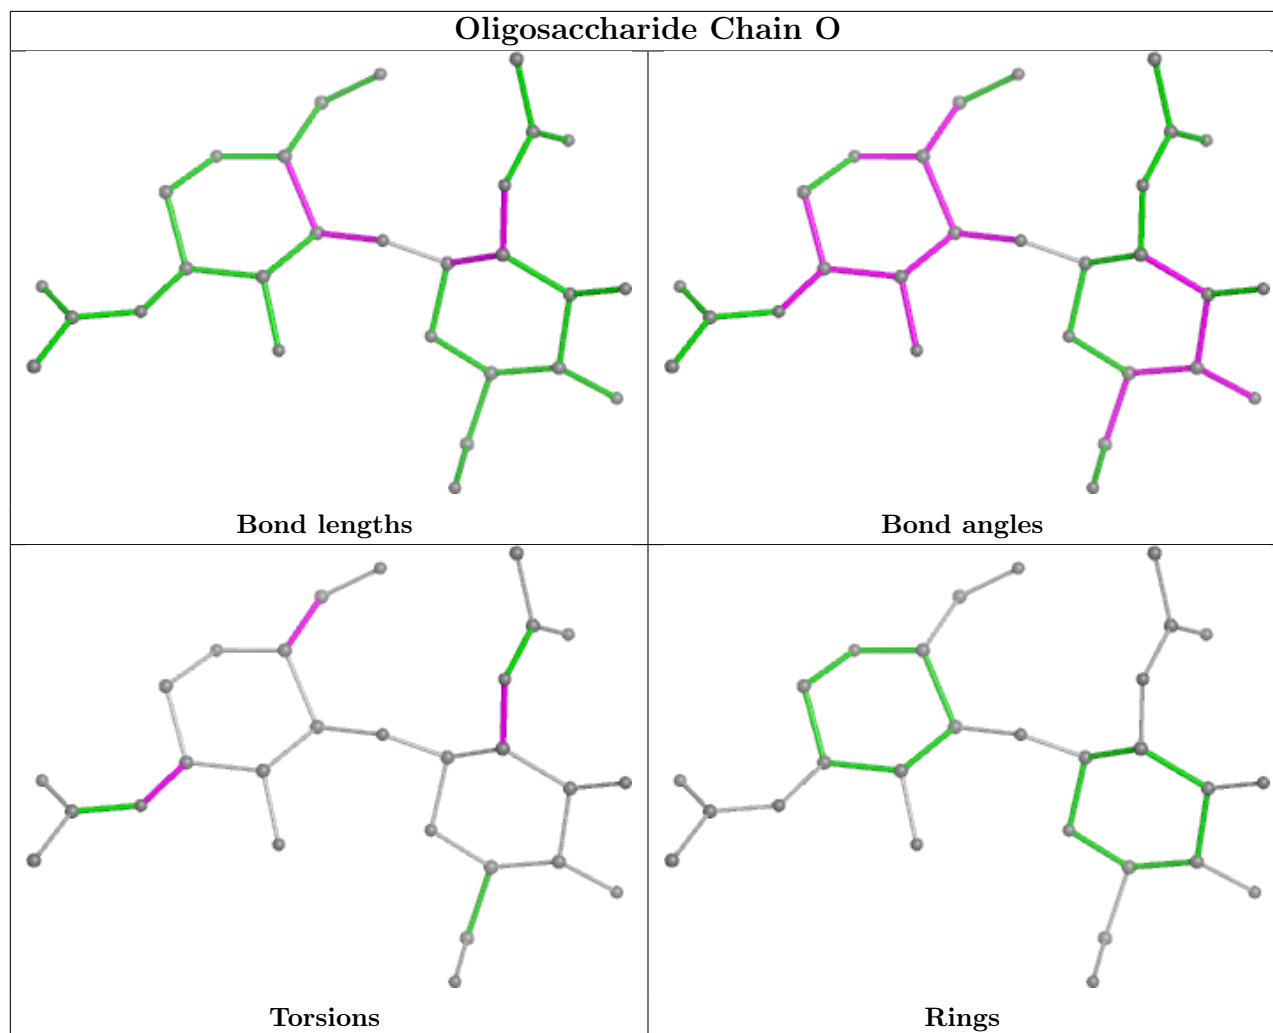 Oligosaccharide Chain O
Bond lengths
Bond angles
Torsions
Rings